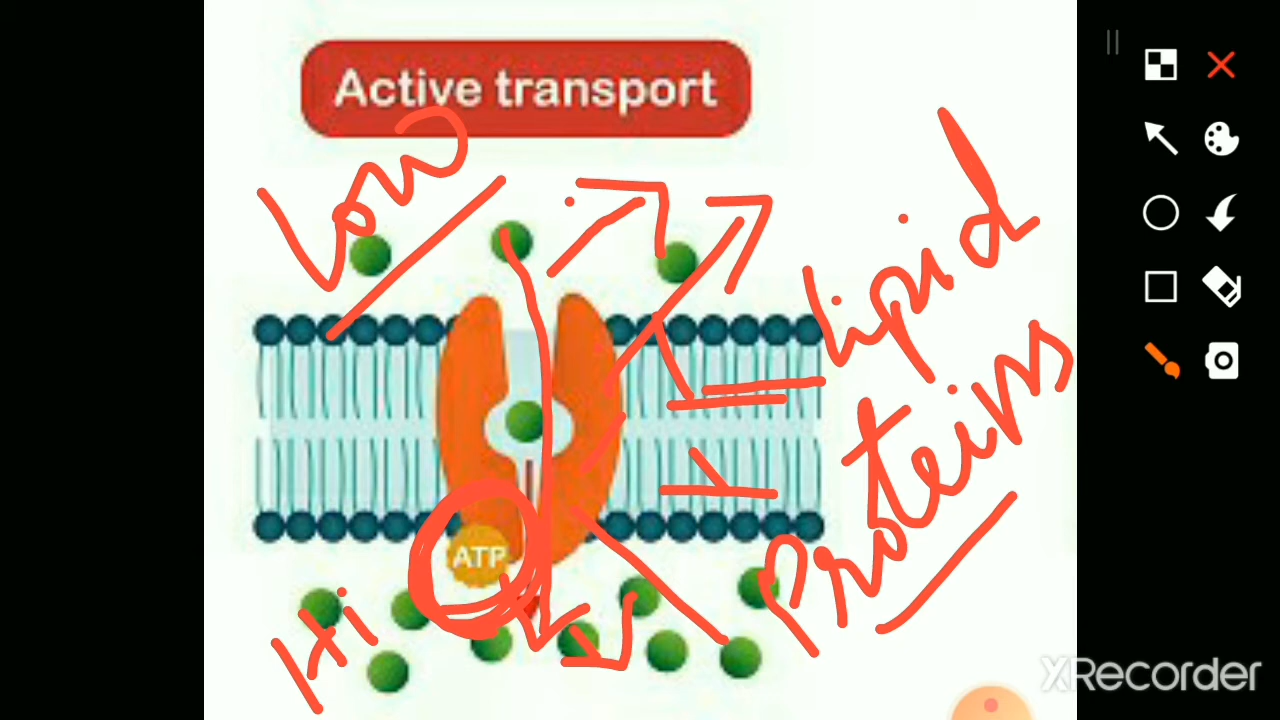 Active transport
Low
lipid
Proteins
ATP
Hi
XRecorder